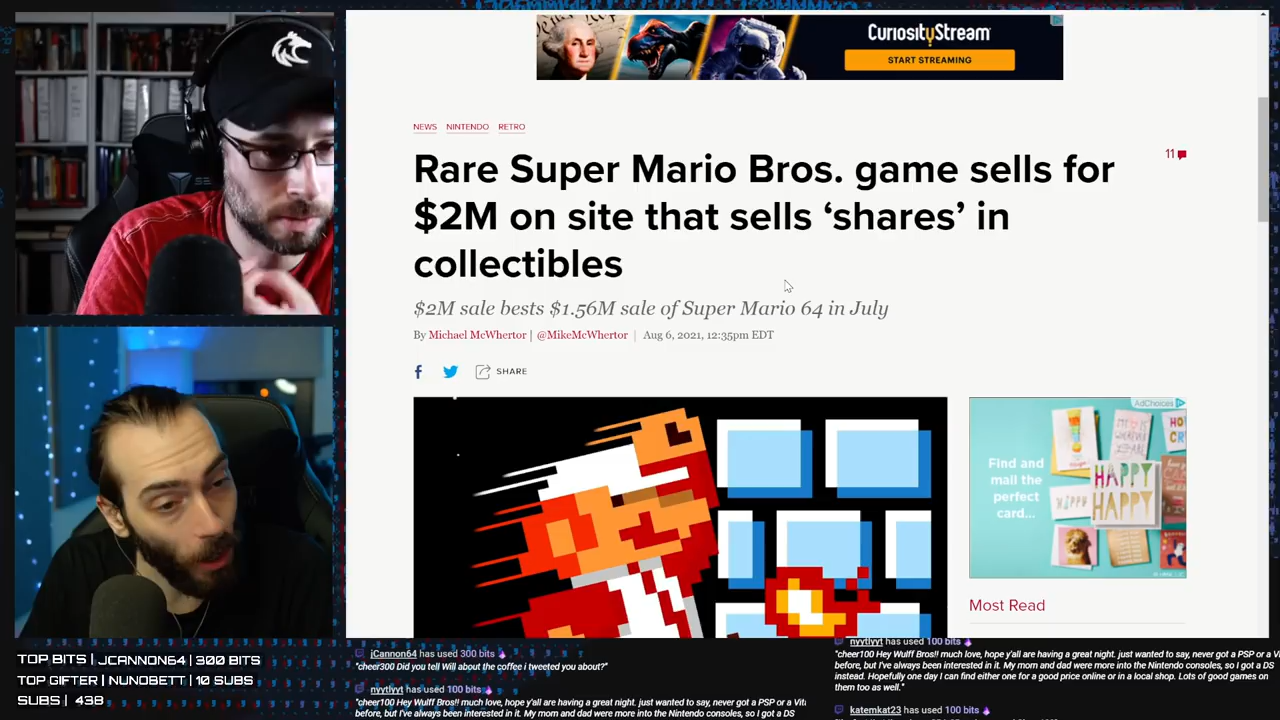 CURIOSITYStream
START STREAMING
NEWS NINTENDO RETRO
11
Rare Super Mario Bros. game sells for
$2M on site that sells ‘shares’ in
collectibles
$2M sale bests $1.56M sale of Super Mario 64 in July
By Michael McWhertor | @MikeMcWhertor | Aug 6, 2021, 12:35pm EDT
SHARE
AdChoices
Find and
mail the
perfect
card...
HAPPY
HAPPY
Most Read
TOP BITS | JCANNON64 | 300 BITS
TOP GIFTER | NUNOBETT | 10 SUBS
SUBS | 438
jCannon64 has used 300 bits
"cheer300 Did you tell Will about the coffee i tweeted you about?"
nyytlyyt has used 100 bits
"cheer100 Hey Wulff Bros!! much love, hope y'all are having a great night. just wanted to say, never got a PSP or a Vita
before, but I've always been interested in it. My mom and dad were more into the Nintendo consoles, so I got a DS
nyytlyyt has used 100 bits
"cheer100 Hey Wulff Bros!! much love, hope y'all are having a great night. just wanted to say, never got a PSP or a Vi
before, but I've always been interested in it. My mom and dad were more into the Nintendo consoles, so I got a DS
instead. Hopefully one day I can find either one for a good price online or in a local shop. Lots of good games on
them too as well."
katemkat23 has used 100 bits